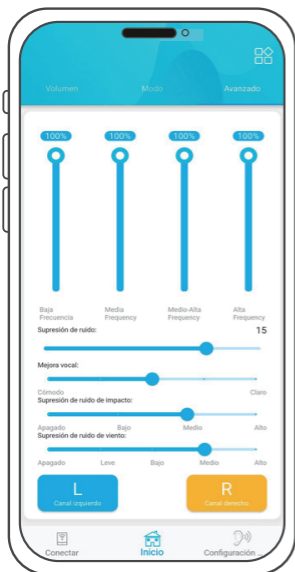 Volumen Modo Avanzado
100% 100% 100% 100%
Baja Frecuencia
Media Frequency
Medio-Alta Frequency
Alta Frequency
Supresión de ruido: 15
Mejora vocal:
Cómodo Claro
Supresión de ruido de impacto:
Apagado Bajo Medio Alto
Supresión de ruido de viento:
Apagado Leve Bajo Medio Alto
L R
Canal izquierdo Canal derecho
Conectar Inicio Configuración ...